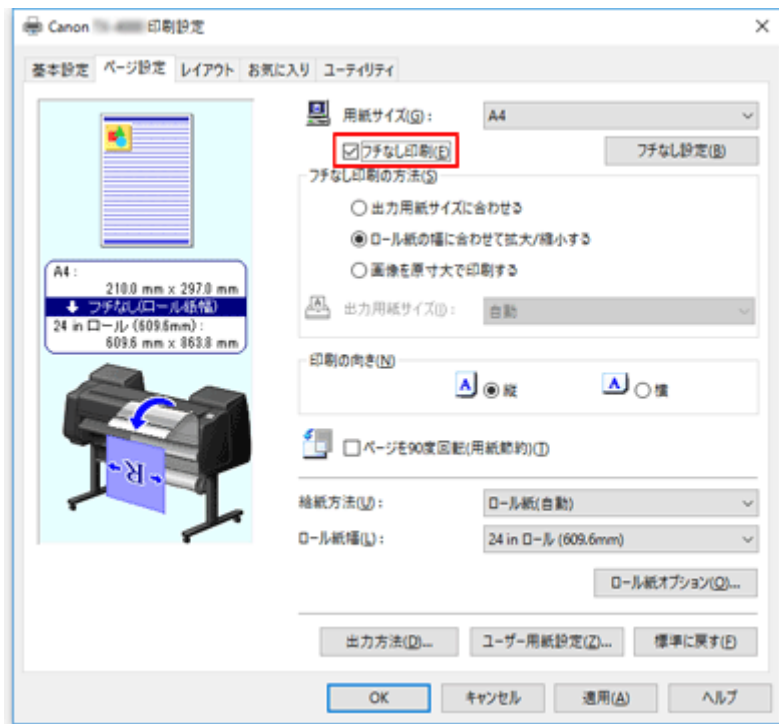 Canon 印刷設定
基本設定 ページ設定 レイアウト お気に入り ユーティリティ
用紙サイズ(G): A4
フチなし印刷(E) フチなし設定(B)
フチなし印刷の方法(S)
出力用紙サイズに合わせる
ロール紙の幅に合わせて拡大/縮小する
画像を原寸大で印刷する
出力用紙サイズ(I): 自動
A4:
210.0 mm x 297.0 mm
フチなし(ロール紙幅)
24 in ロール (609.6mm):
609.6 mm x 863.8 mm
R
印刷の向き(N)
A 縦 A 横
ページを90度回転(用紙節約)(T)
給紙方法(U): ロール紙(自動)
ロール紙幅(L): 24 in ロール (609.6mm)
ロール紙オプション(O)...
出力方法(D)... ユーザー用紙設定(Z)... 標準に戻す(F)
OK キャンセル 適用(A) ヘルプ